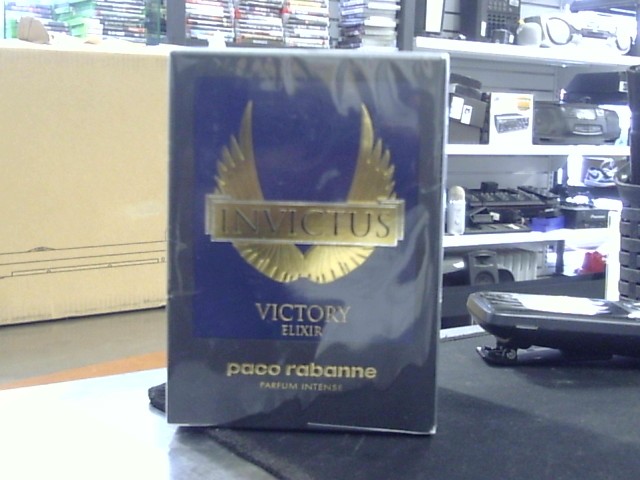 INVICTUS
VICTORY
ELIXIR
paco rabanne
PARFUM INTENSE